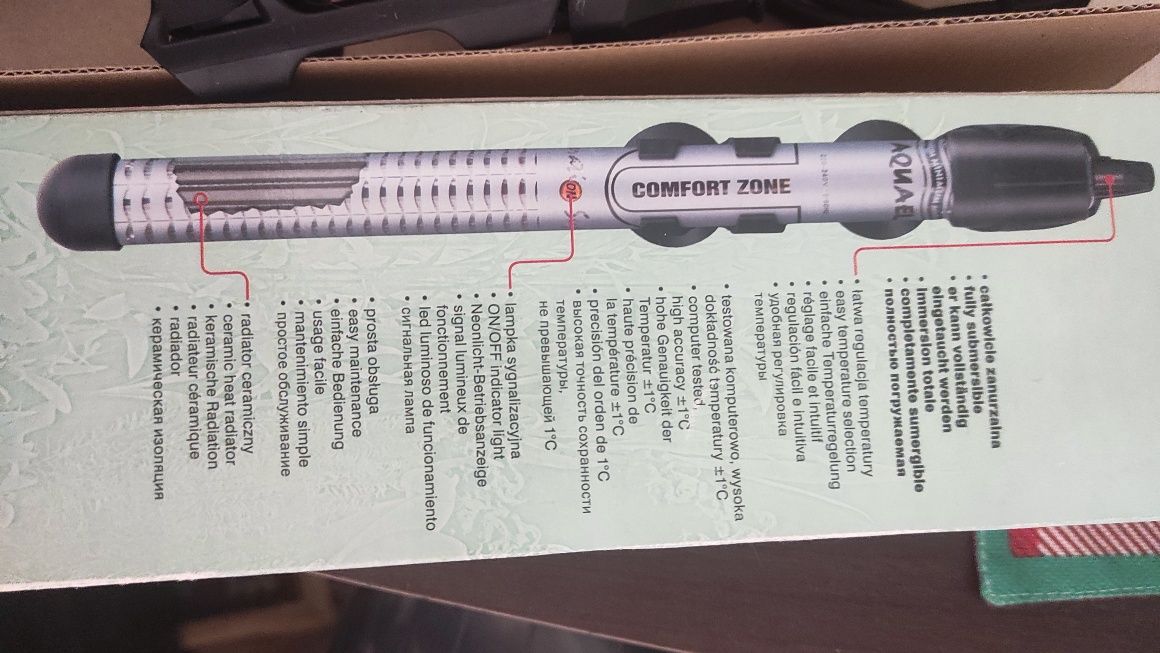 AQUAEL
COMFORT ZONE
ON
• całkowicie zanurzalna
• fully submersible
• er kann vollständig
eingetaucht werden
• immersion totale
• completamente sumergible
• полностью погружаемая
• łatwa regulacja temperatury
• easy temperature selection
• einfache Temperaturregelung
• réglage facile et intuitif
• regulación fácil e intuitiva
• удобная регулировка
температуры
• testowana komputerowo, wysoka
dokładność temperatury ±1°C
• computer tested,
high accuracy ±1°C
• hohe Genauigkeit der
Temperatur ±1°C
• haute précision de
la température ±1°C
• precisión del orden de 1°C
• высокая точность сохранности
температуры,
не превышающей 1°C
• lampka sygnalizacyjna
• ON/OFF indicator light
• Neonlicht-Betriebsanzeige
• signal lumineux de
fonctionnement
• led luminoso de funcionamiento
• сигнальная лампа
• prosta obsługa
• easy maintenance
• einfache Bedienung
• usage facile
• mantenimiento simple
• простое обслуживание
• radiator ceramiczny
• ceramic heat radiator
• keramische Radiation
• radiateur céramique
• radiador
• керамическая изоляция